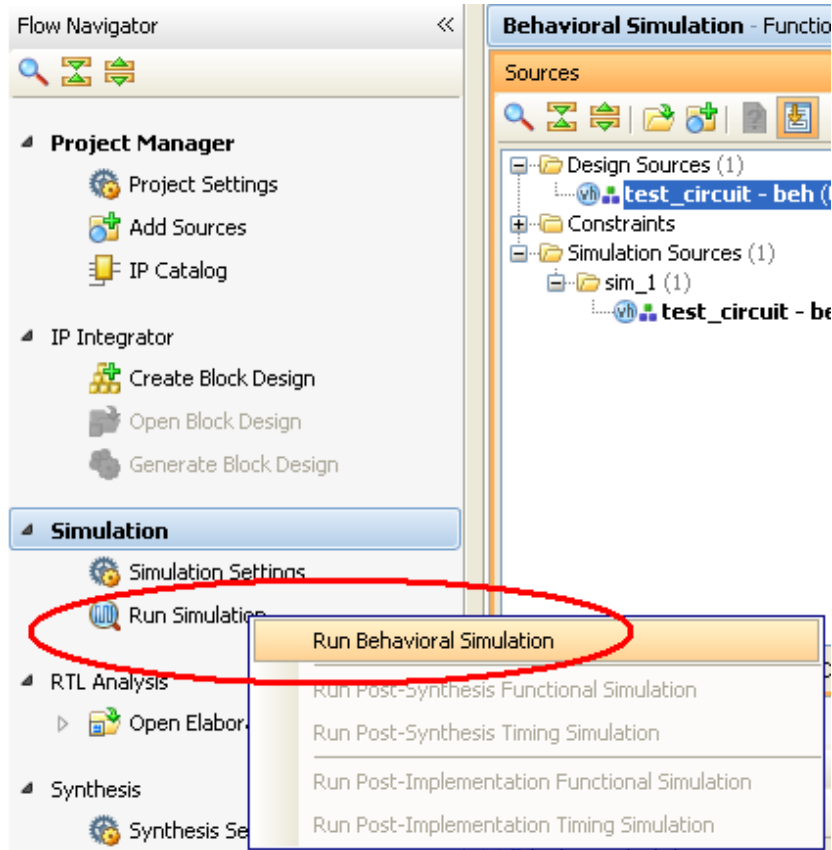 Flow Navigator
Project Manager
Project Settings
Add Sources
IP Catalog
IP Integrator
Create Block Design
Open Block Design
Generate Block Design
Simulation
Simulation Settings
Run Simulation
RTL Analysis
Open Elabor
Synthesis
Synthesis Se
Behavioral Simulation - Functio
Sources
Design Sources (1)
test_circuit - beh (
Constraints
Simulation Sources (1)
sim_1 (1)
test_circuit - be
Run Behavioral Simulation
Run Post-Synthesis Functional Simulation
Run Post-Synthesis Timing Simulation
Run Post-Implementation Functional Simulation
Run Post-Implementation Timing Simulation